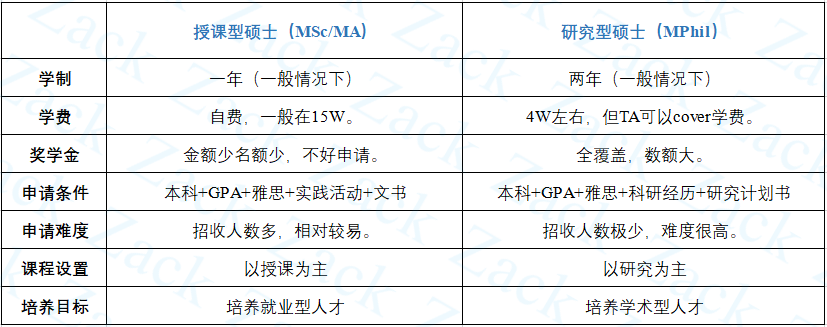 授课型硕士（MSc/MA） 研究型硕士（MPhil）
学制 一年（一般情况下） 两年（一般情况下）
学费 自费，一般在15W。 4W左右，但TA可以cover学费。
奖学金 金额少名额少，不好申请。 全覆盖，数额大。
申请条件 本科+GPA+雅思+实践活动+文书 本科+GPA+雅思+科研经历+研究计划书
申请难度 招收人数多，相对较易。 招收人数极少，难度很高。
课程设置 以授课为主 以研究为主
培养目标 培养就业型人才 培养学术型人才
Zack